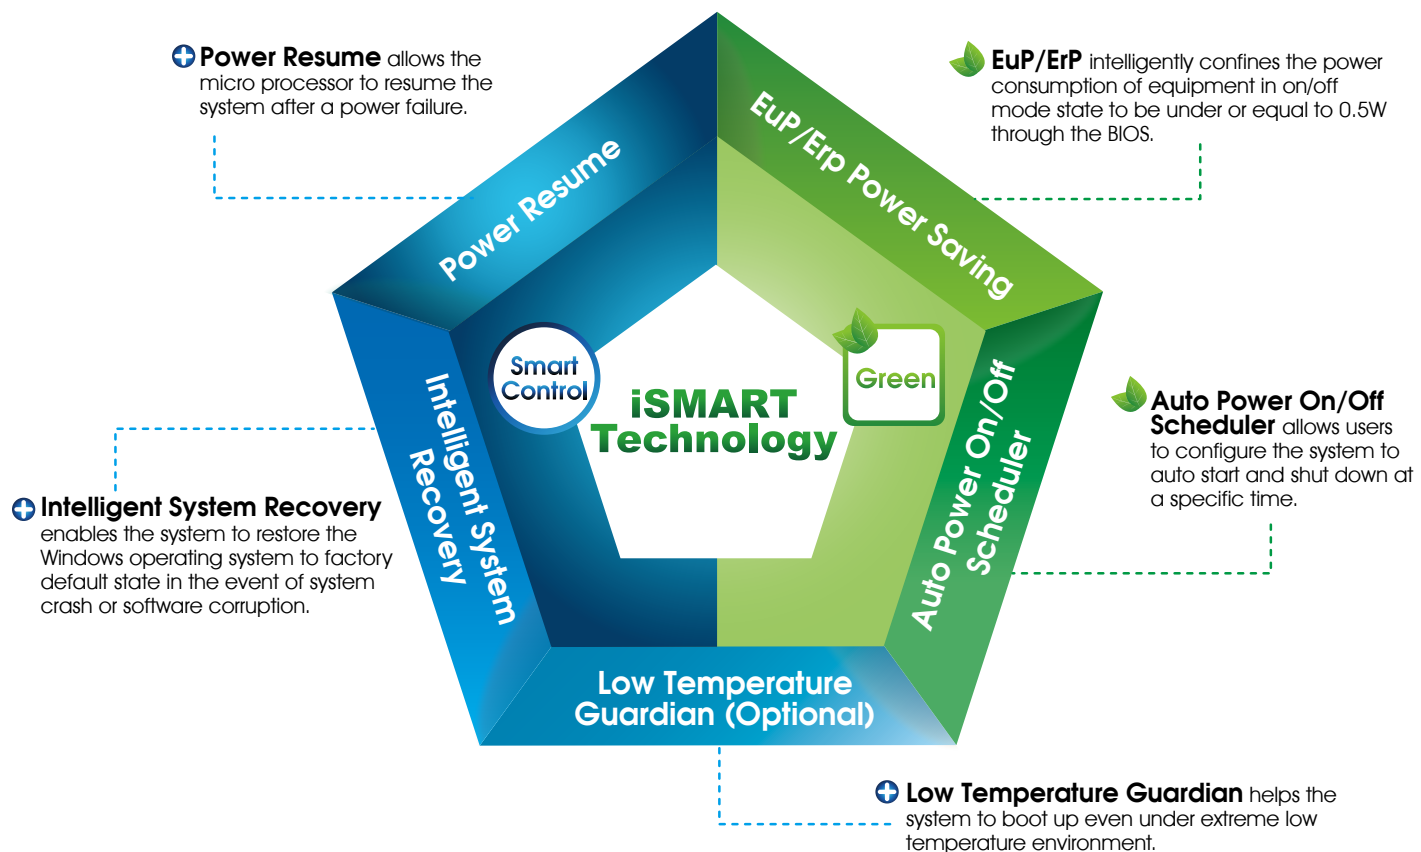 Power Resume allows the
micro processor to resume the
system after a power failure.
EuP/ErP intelligently confines the power
consumption of equipment in on/off
mode state to be under or equal to 0.5W
through the BIOS.
Power Resume
EuP/Erp Power Saving
Smart
Control
Green
iSMART
Technology
Intelligent System
Recovery
Auto Power On/Off
Scheduler
Auto Power On/Off
Scheduler allows users
to configure the system to
auto start and shut down at
a specific time.
Intelligent System Recovery
enables the system to restore the
Windows operating system to factory
default state in the event of system
crash or software corruption.
Low Temperature
Guardian (Optional)
Low Temperature Guardian helps the
system to boot up even under extreme low
temperature environment.